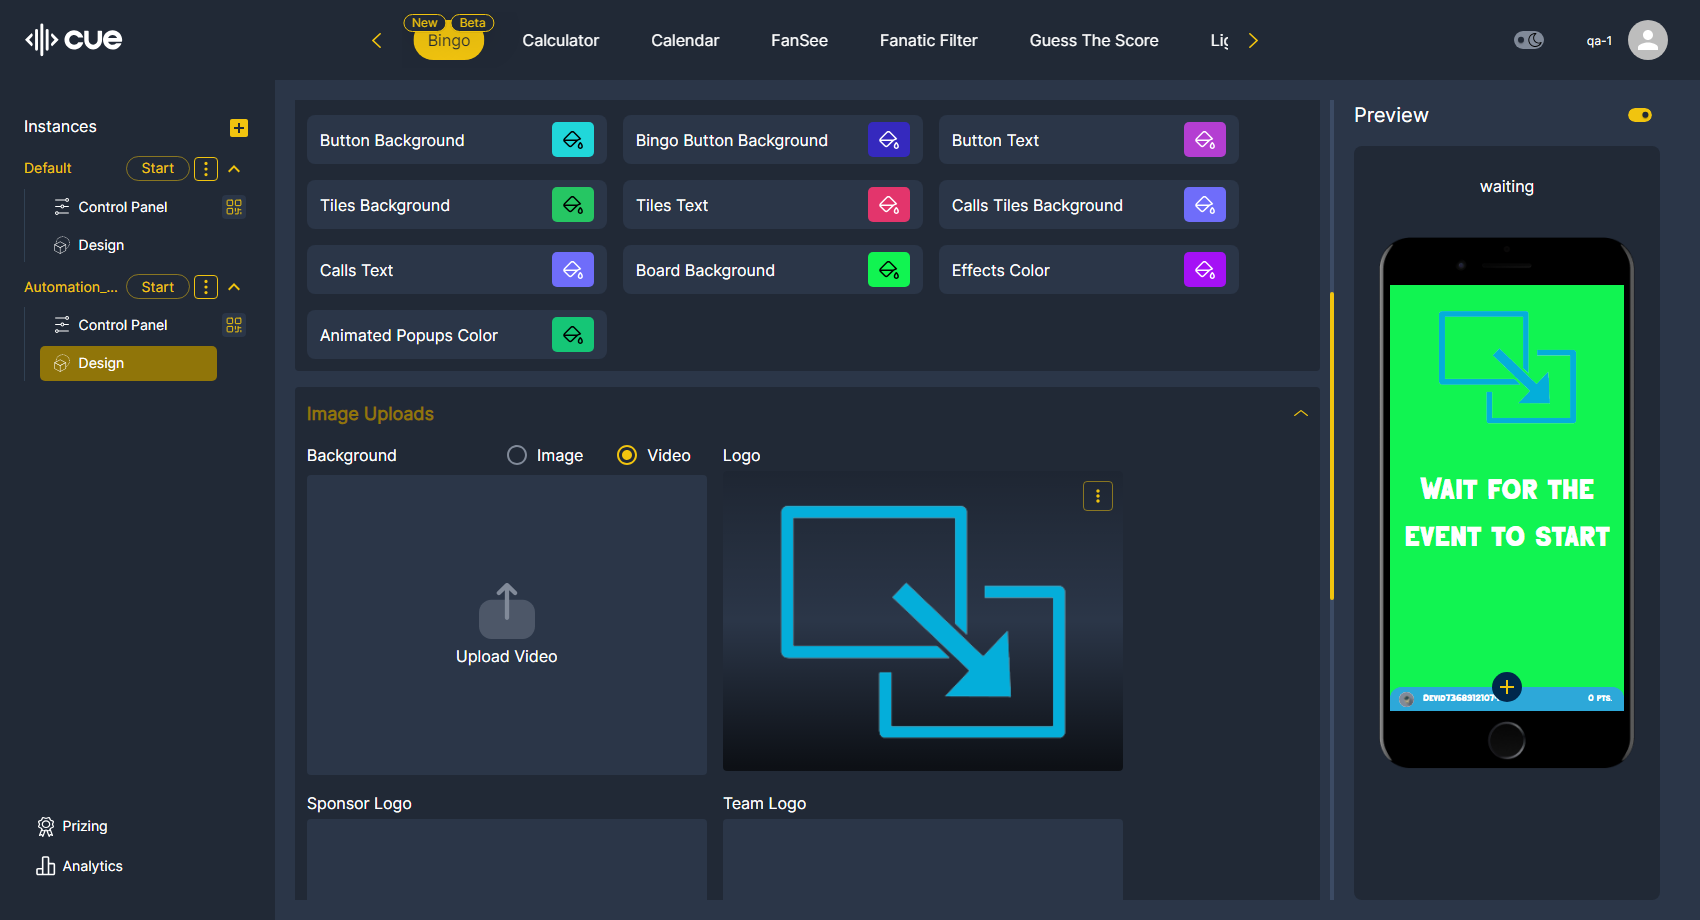 cue
New Beta
Bingo
Calculator
Calendar
FanSee
Fanatic Filter
Guess The Score
qa-1
Instances
Default
Start
Control Panel
Design
Automation_...
Start
Control Panel
Design
Prizing
Analytics
Button Background
Bingo Button Background
Button Text
Tiles Background
Tiles Text
Calls Tiles Background
Calls Text
Board Background
Effects Color
Animated Popups Color
Image Uploads
Background
Image
Video
Logo
Upload Video
Sponsor Logo
Team Logo
Preview
waiting
WAIT FOR THE
EVENT TO START
0 PTS.